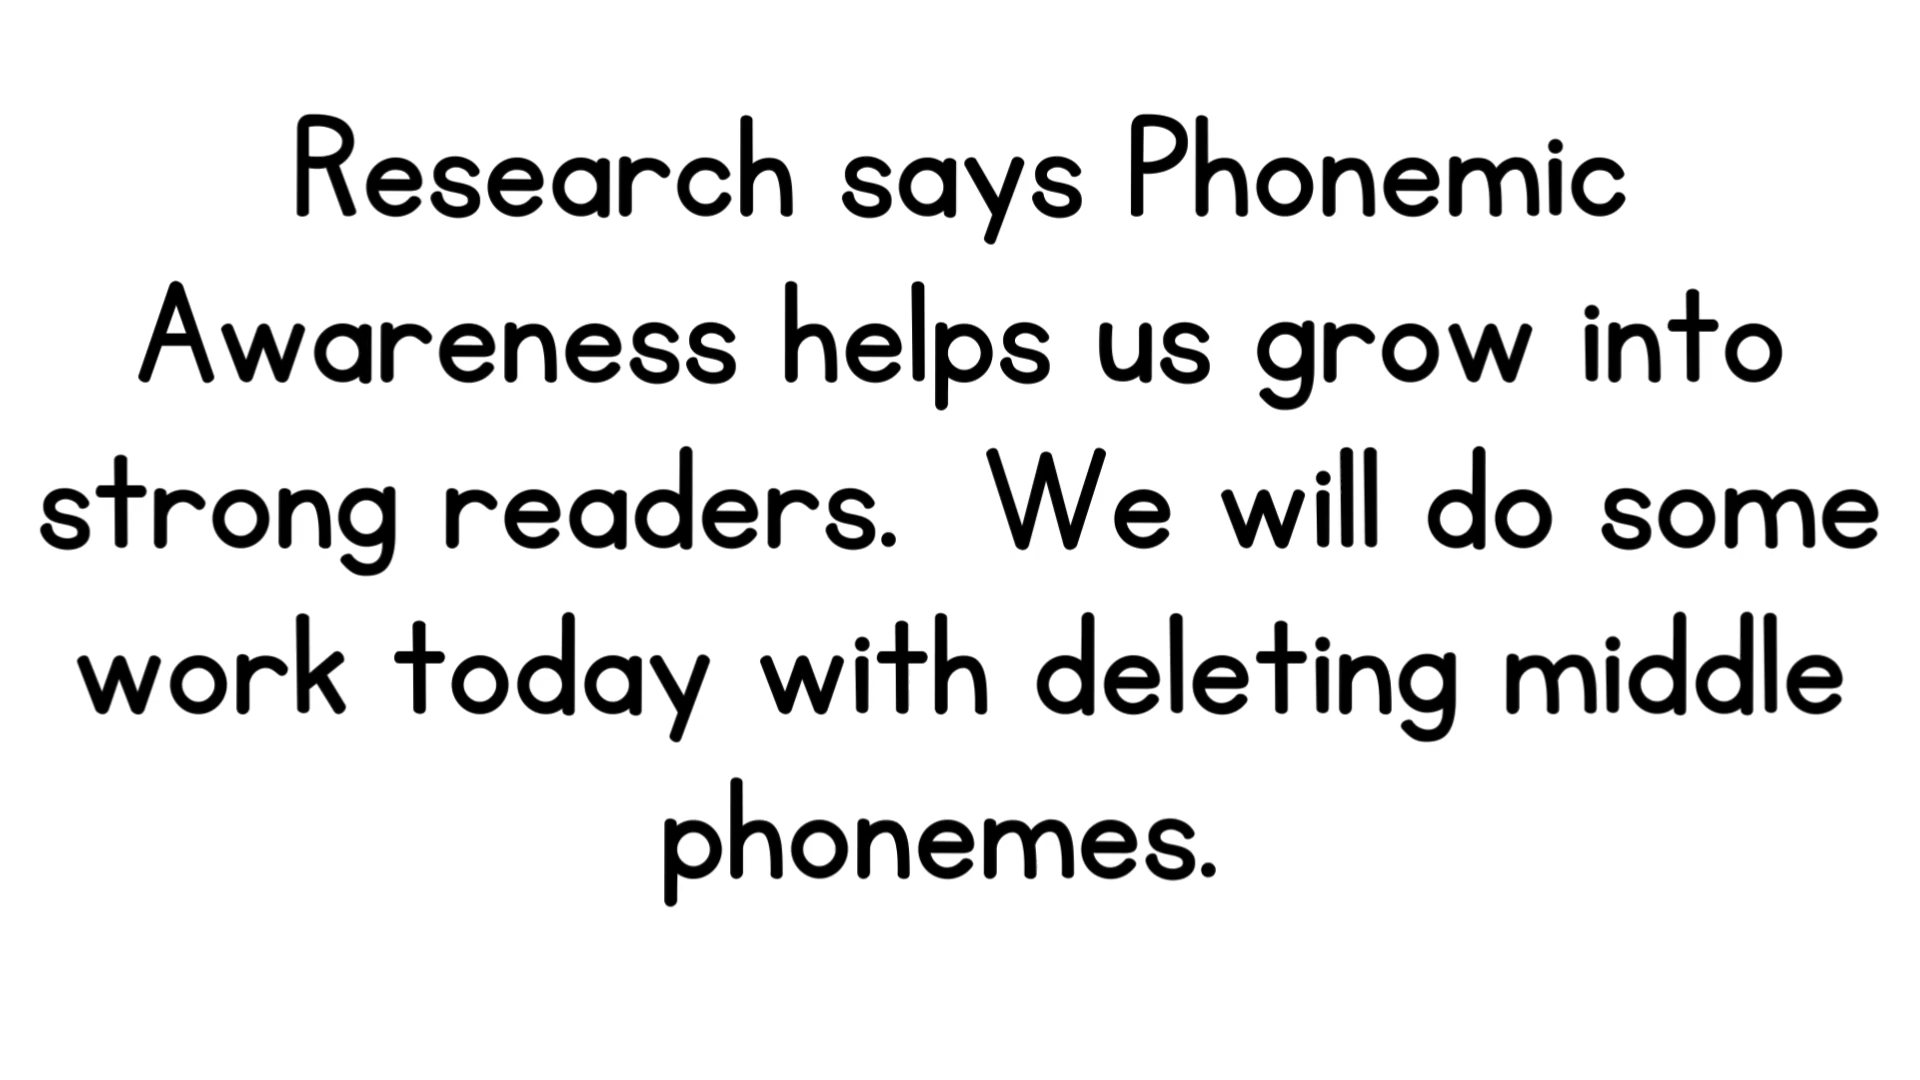 Research says Phonemic
Awareness helps us grow into
strong readers.  We will do some
work today with deleting middle
phonemes.